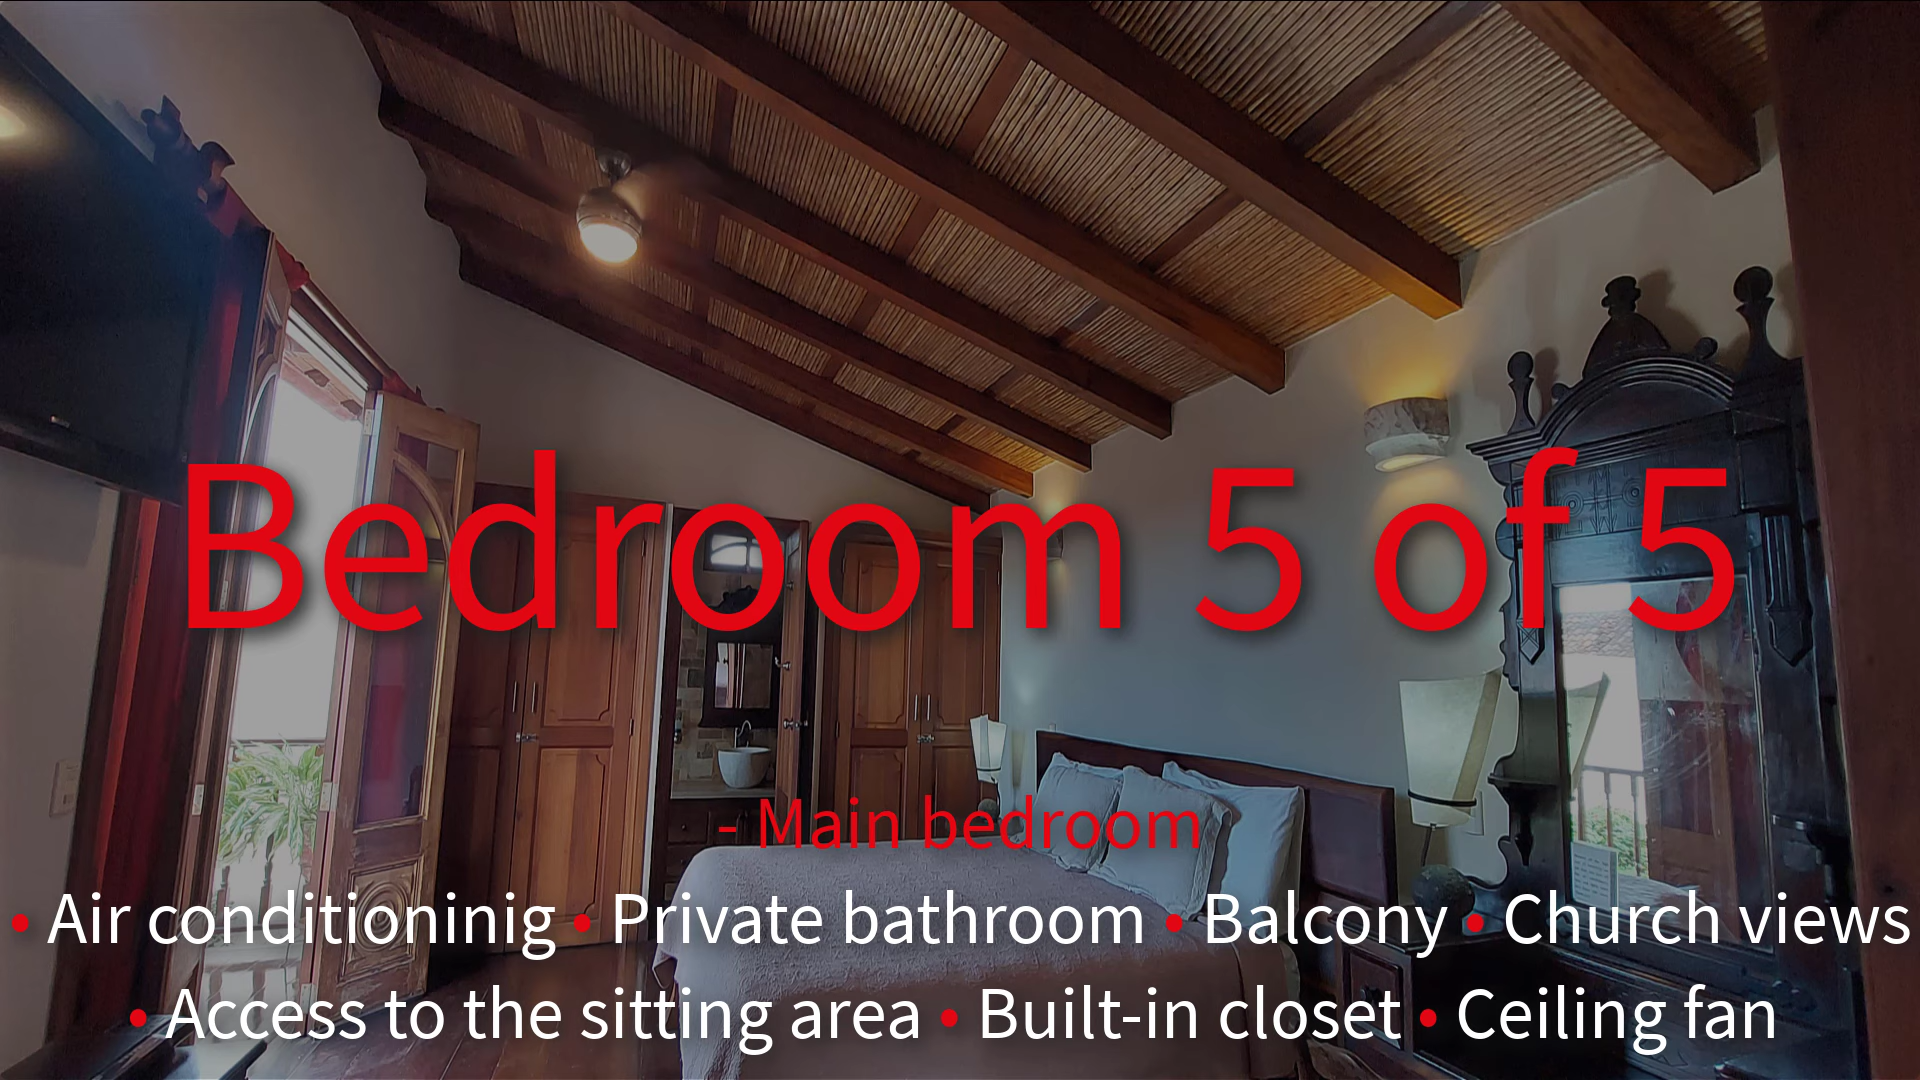 Bedroom 5 of 5
- Main bedroom
• Air conditioninig • Private bathroom • Balcony • Church views
• Access to the sitting area • Built-in closet • Ceiling fan